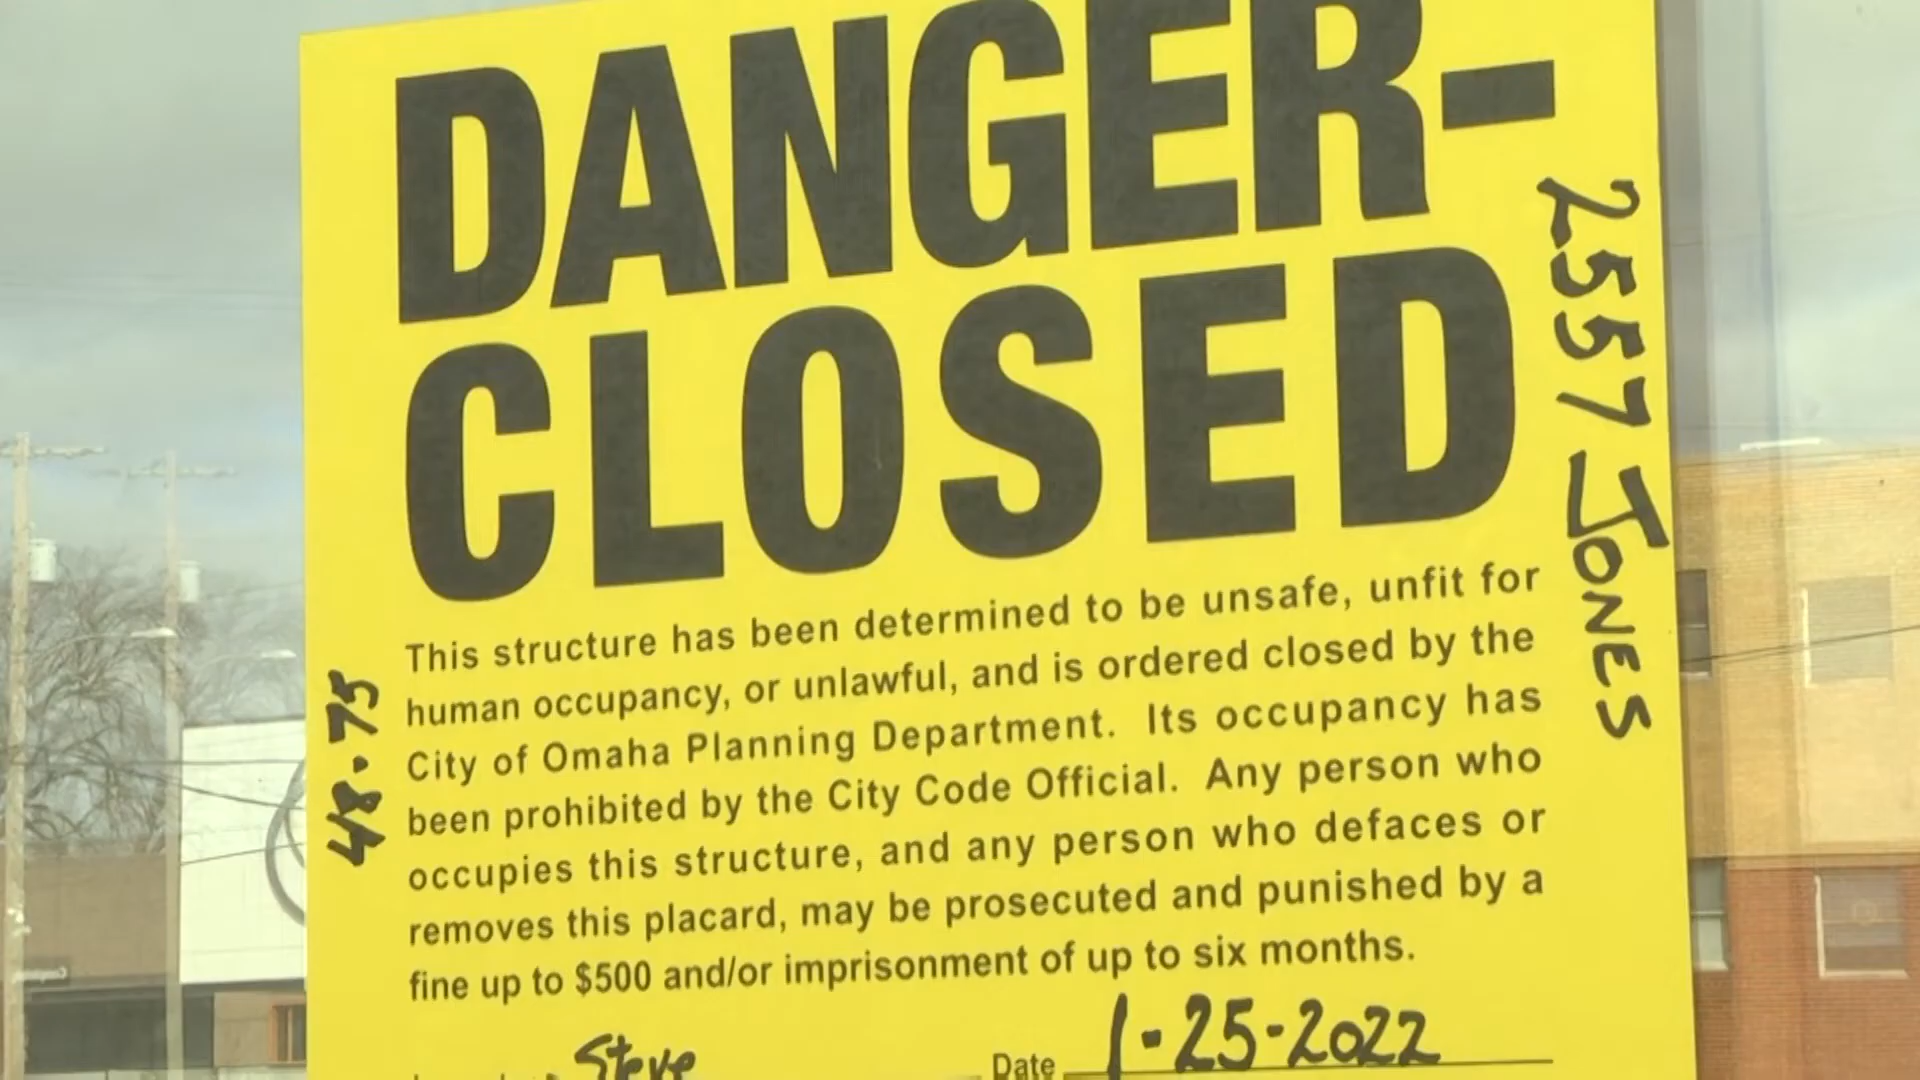 DANGER-
CLOSED
2557 JONES
48-75
This structure has been determined to be unsafe, unfit for
human occupancy, or unlawful, and is ordered closed by the
City of Omaha Planning Department. Its occupancy has
been prohibited by the City Code Official. Any person who
occupies this structure, and any person who defaces or
removes this placard, may be prosecuted and punished by a
fine up to $500 and/or imprisonment of up to six months.
Steve
Date 1-25-2022